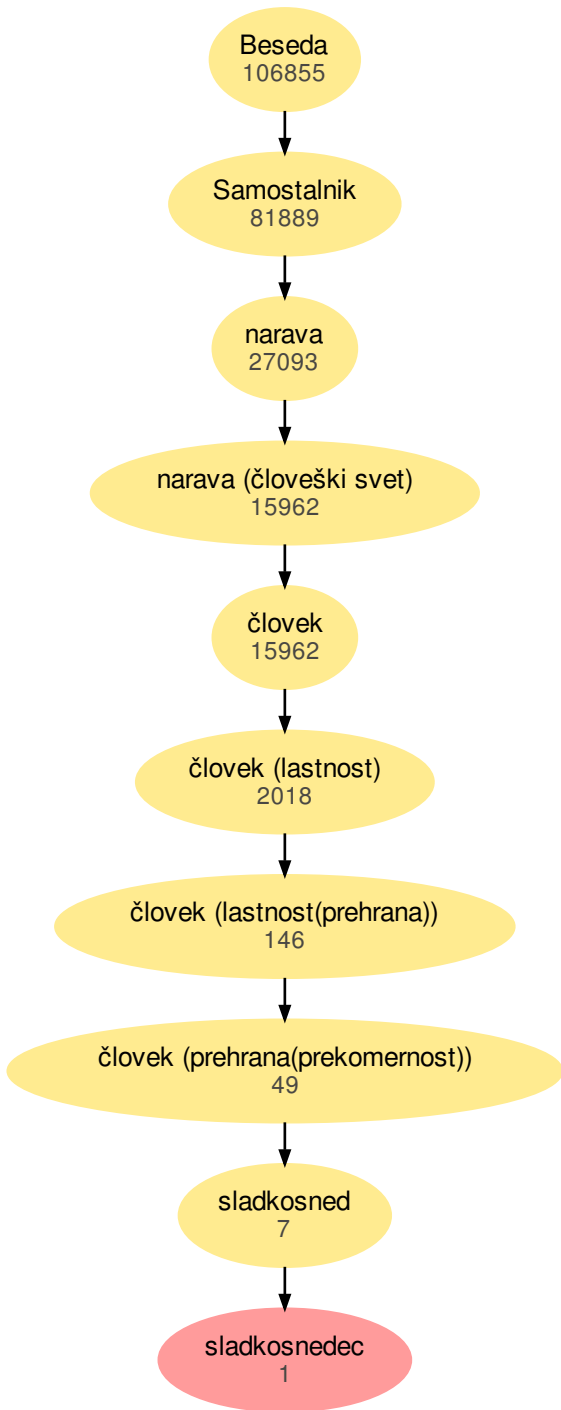 Beseda
106855
Samostalnik
81889
narava
27093
narava (človeški svet)
15962
človek
15962
človek (lastnost)
2018
človek (lastnost(prehrana))
146
človek (prehrana(prekomernost))
49
sladkosned
7
sladkosnedec
1